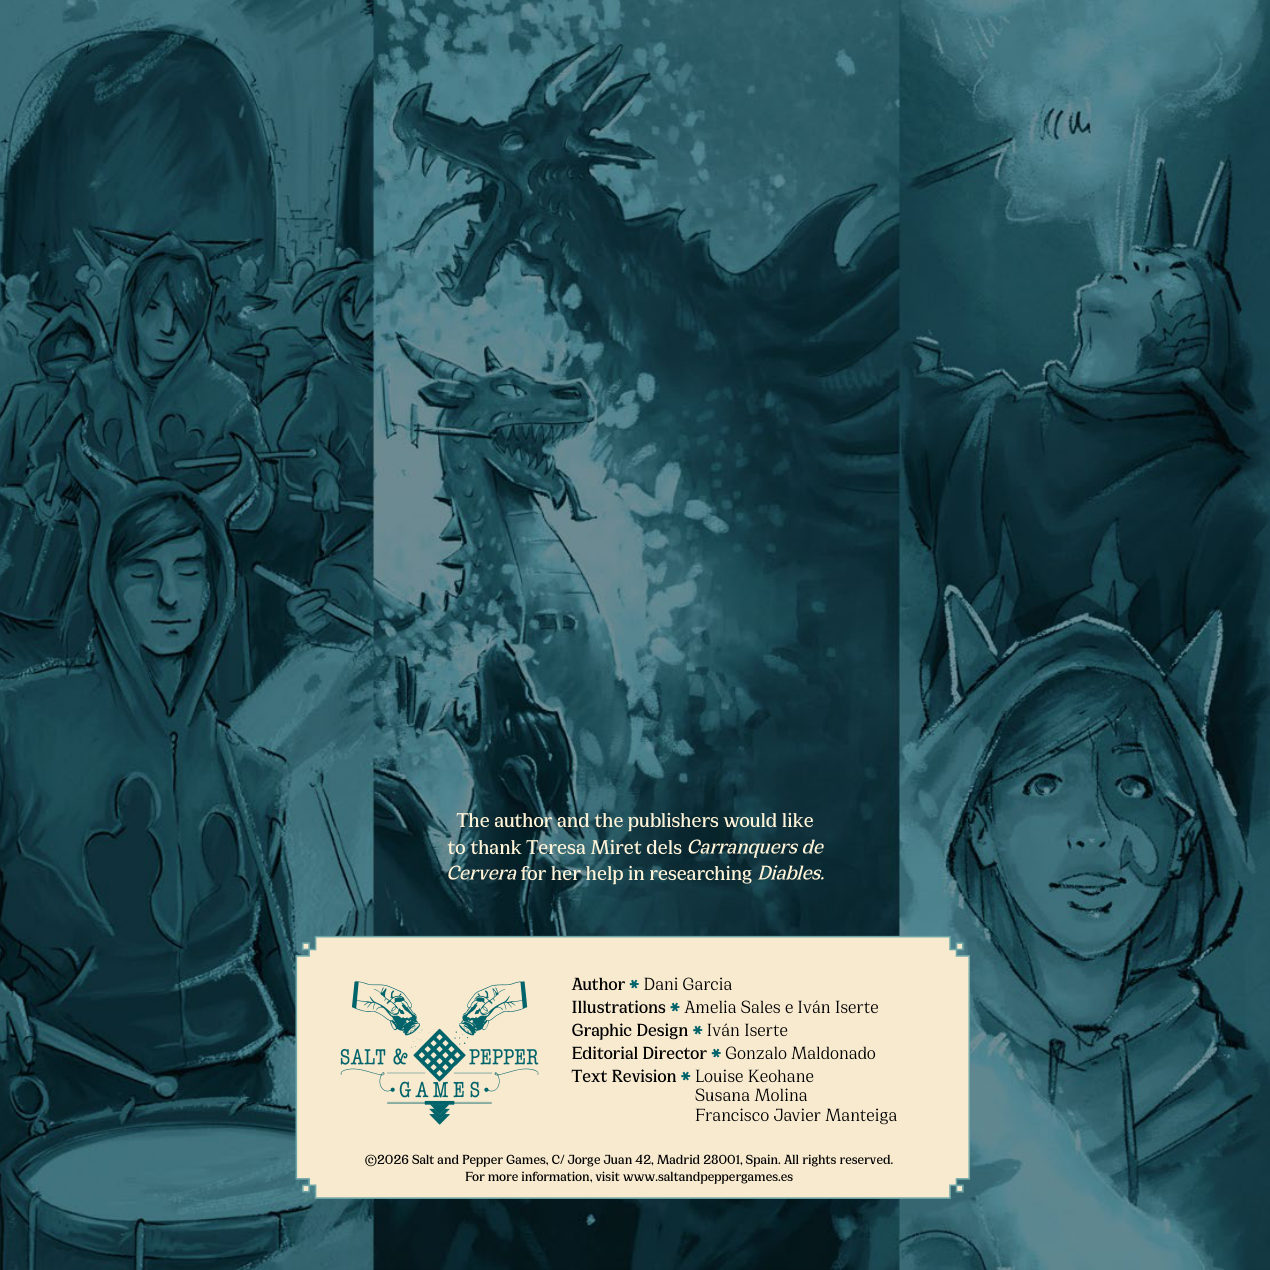 The author and the publishers would like
to thank Teresa Miret dels Carranquers de
Cervera for her help in researching Diables.
SALT & PEPPER
GAMES
Author * Dani Garcia
Illustrations * Amelia Sales e Iván Iserte
Graphic Design * Iván Iserte
Editorial Director * Gonzalo Maldonado
Text Revision * Louise Keohane
Susana Molina
Francisco Javier Manteiga
©2026 Salt and Pepper Games, C/ Jorge Juan 42, Madrid 28001, Spain. All rights reserved.
For more information, visit www.saltandpeppergames.es